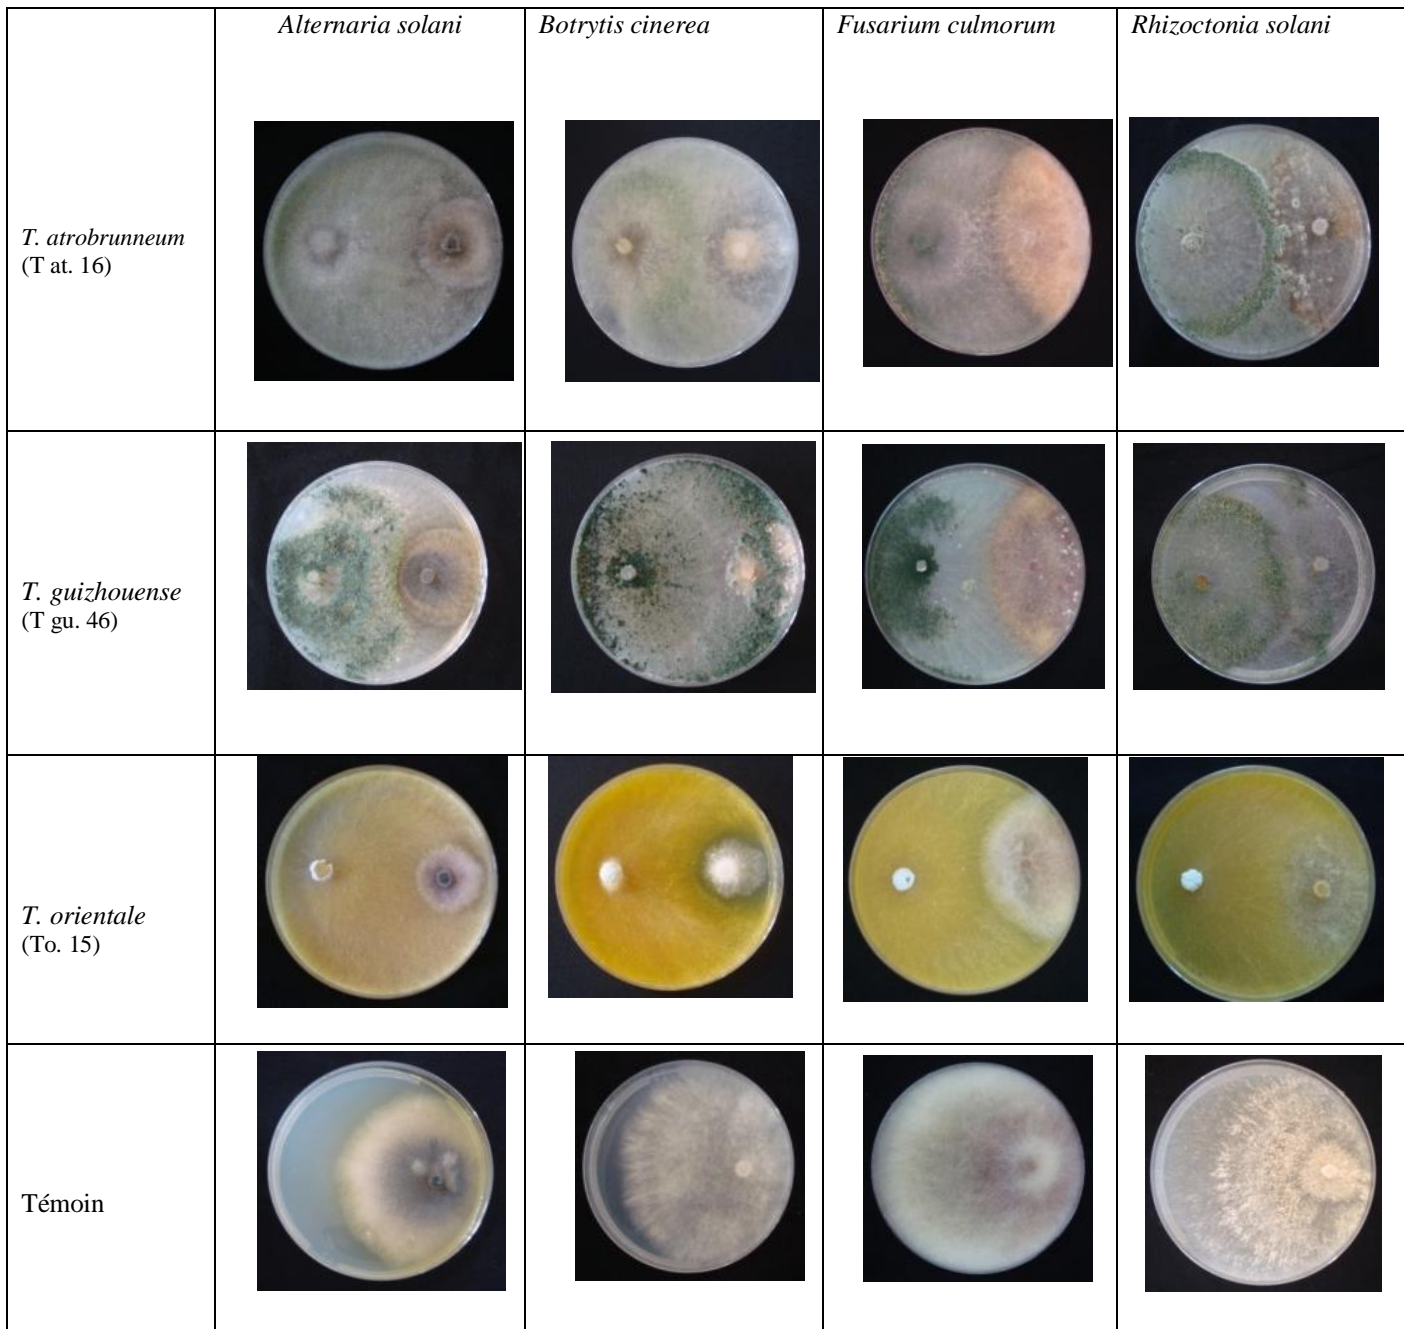 Alternaria solani
Botrytis cinerea
Fusarium culmorum
Rhizoctonia solani
T. atrobrunneum
(T at. 16)
T. guizhouense
(T gu. 46)
T. orientale
(To. 15)
Témoin